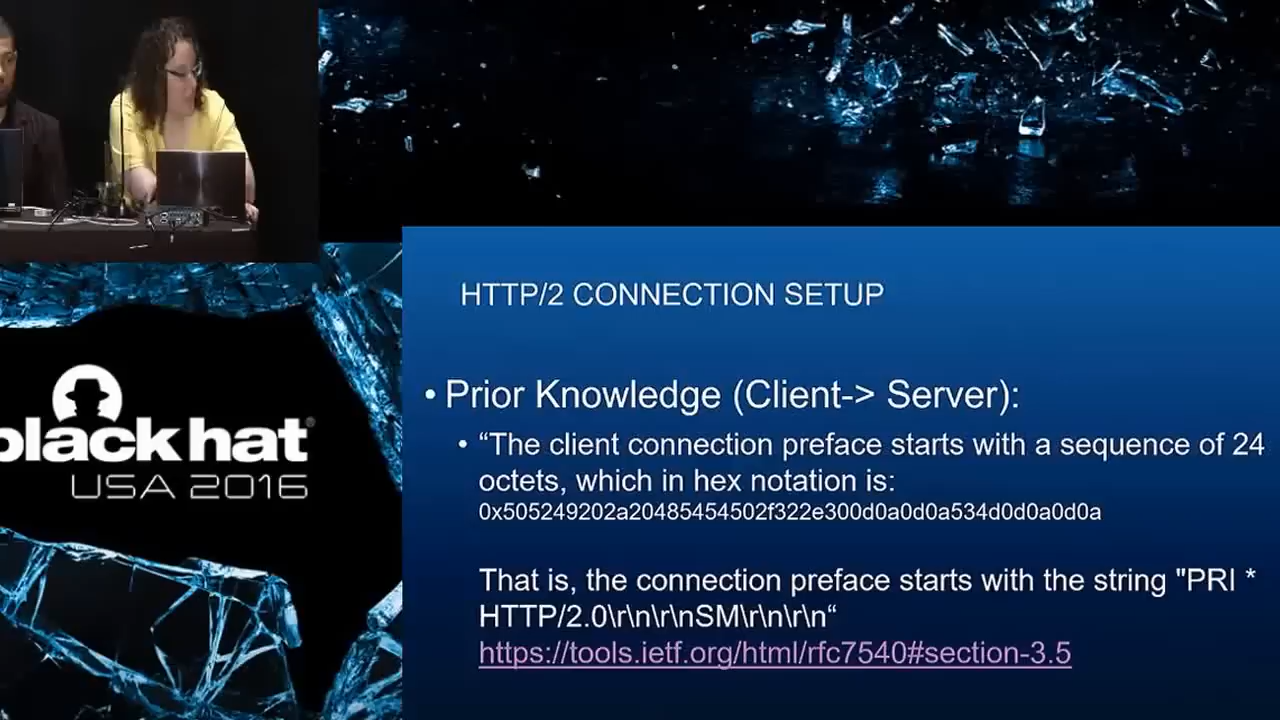 HTTP/2 CONNECTION SETUP
• Prior Knowledge (Client-> Server):
• “The client connection preface starts with a sequence of 24
octets, which in hex notation is:
0x505249202a20485454502f322e300d0a0d0a534d0d0a0d0a
That is, the connection preface starts with the string "PRI *
HTTP/2.0\r\n\r\nSM\r\n\r\n“
https://tools.ietf.org/html/rfc7540#section-3.5
black hat®
USA 2016